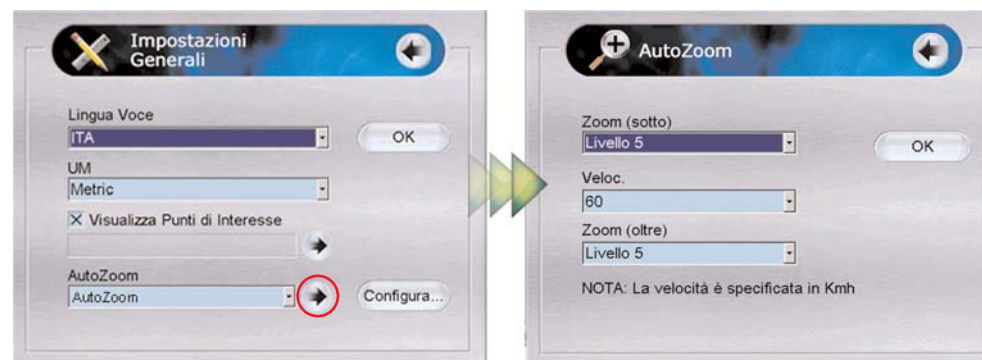 Impostazioni
Generali
Lingua Voce
ITA
OK
UM
Metric
Visualizza Punti di Interesse
AutoZoom
AutoZoom
Configura...
AutoZoom
Zoom (sotto)
Livello 5
OK
Veloc.
60
Zoom (oltre)
Livello 5
NOTA: La velocità è specificata in Kmh